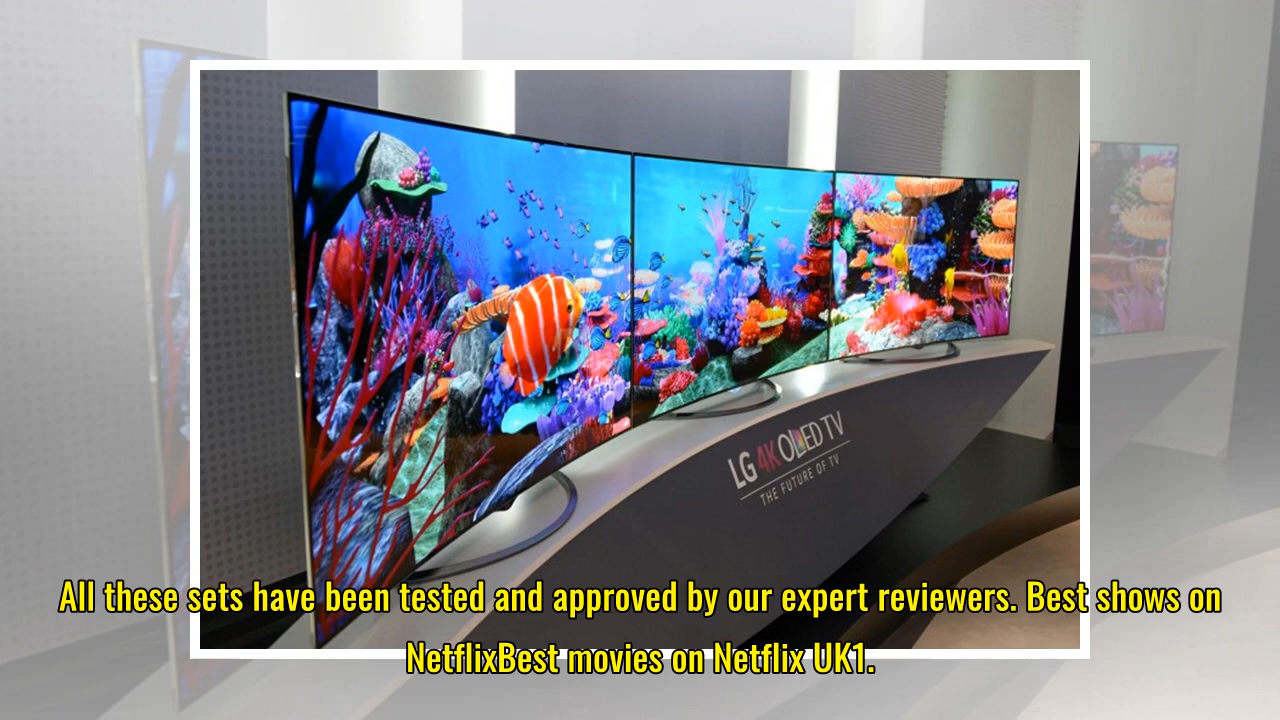 LG 4K OLED TV
THE FUTURE OF TV
All these sets have been tested and approved by our expert reviewers. Best shows on
NetflixBest movies on Netflix UK1.